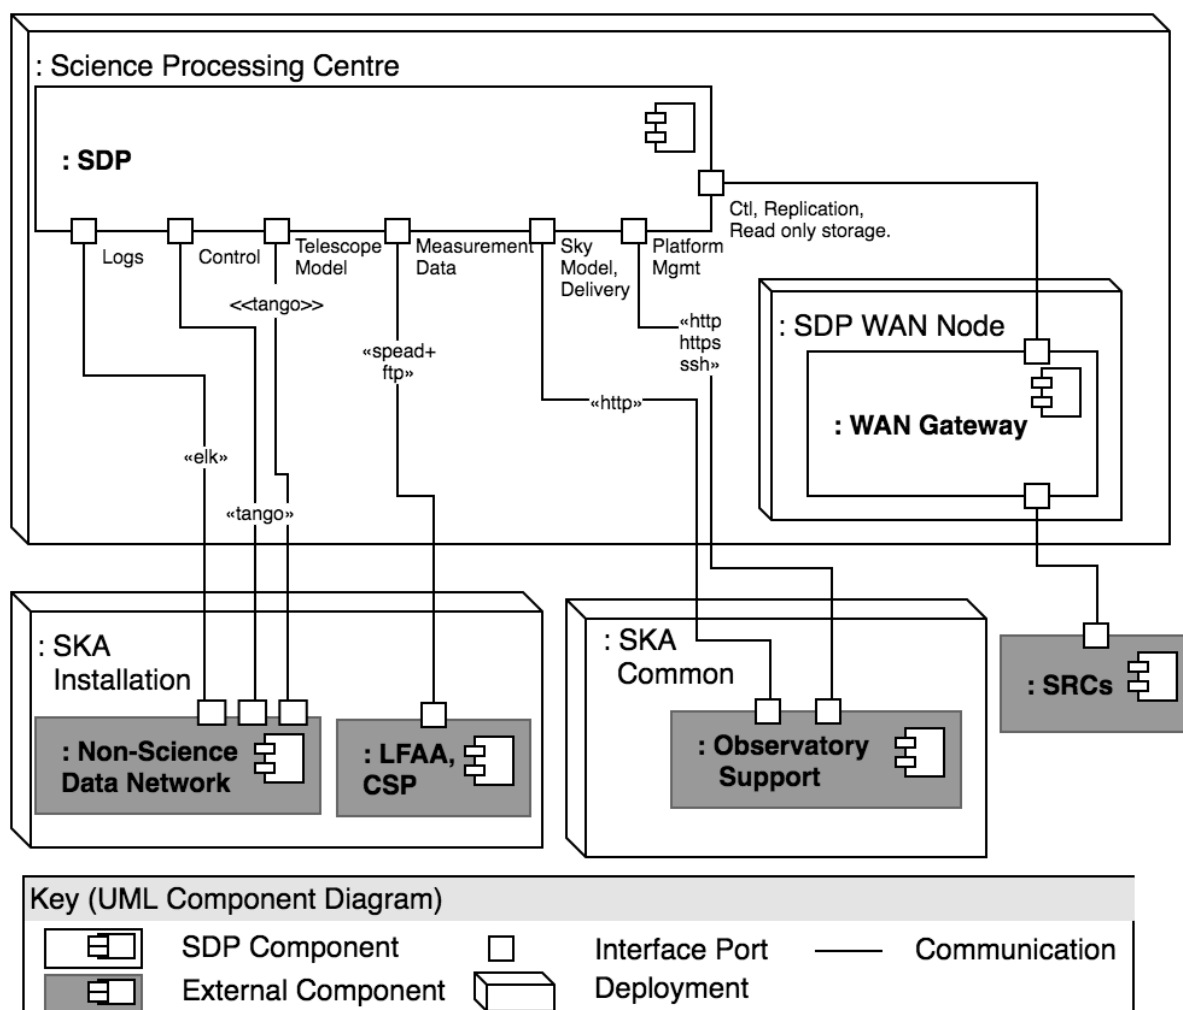 : Science Processing Centre
: SDP
Ctl, Replication,
Read only storage.
Logs
Control
Telescope
Model
Measurement
Data
Sky
Model,
Delivery
Platform
Mgmt
<<tango>>
«http
https
ssh»
«spead+
ftp»
«http»
«elk»
«tango»
: SDP WAN Node
: WAN Gateway
: SKA
Installation
: Non-Science
Data Network
: LFAA,
CSP
: SKA
Common
: Observatory
Support
: SRCs
Key (UML Component Diagram)
SDP Component
Interface Port
Communication
External Component
Deployment